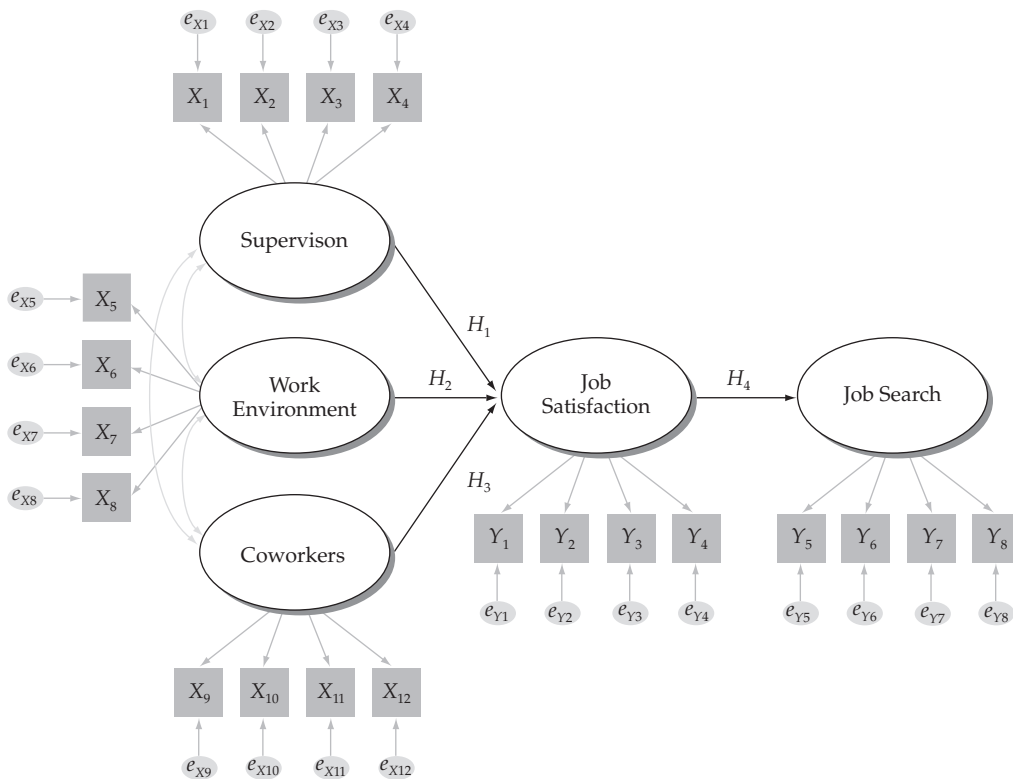 eX1 eX2 eX3 eX4
X1 X2 X3 X4
Supervison
eX5 X5
eX6 X6
eX7 X7
eX8 X8
Work
Environment
Coworkers
H1
H2
H3
Job
Satisfaction
H4
Job Search
Y1 Y2 Y3 Y4
eY1 eY2 eY3 eY4
Y5 Y6 Y7 Y8
eY5 eY6 eY7 eY8
X9 X10 X11 X12
eX9 eX10 eX11 eX12